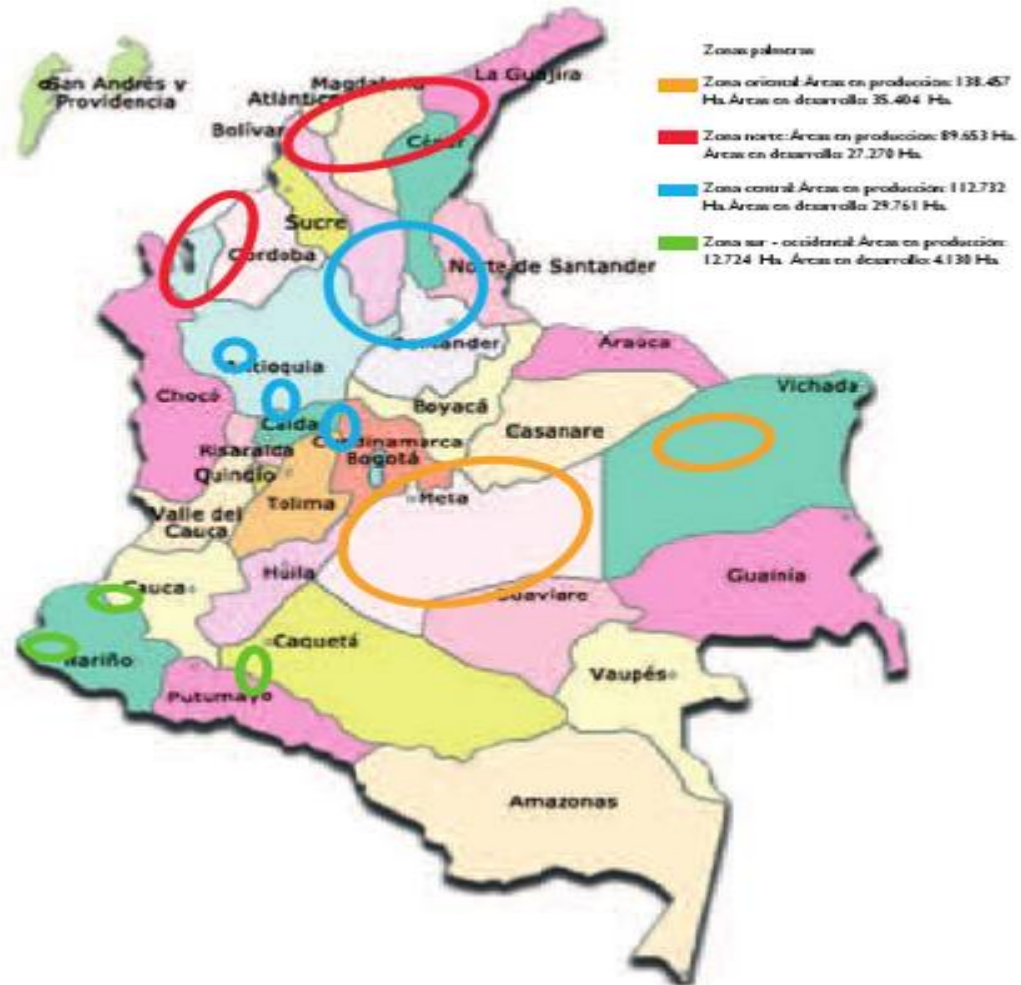 Zonas palmeras
Zona oriental Áreas en producción: 138.457
Ha. Áreas en desarrollo: 35.404 Ha.
Zona norte: Áreas en producción: 89.653 Ha.
Áreas en desarrollo: 27.270 Ha.
Zona central Áreas en producción: 112.732
Ha. Áreas en desarrollo: 29.761 Ha.
Zona sur - occidental Áreas en producción:
12.724 Ha. Áreas en desarrollo: 4.130 Ha.
San Andrés y
Providencia
La Guajira
Magdalena
Atlántico
Bolívar
Cesar
Sucre
Córdoba
Norte de Santander
Santander
Antioquia
Arauca
Vichada
Chocó
Boyacá
Caldas
Casanare
Cundinamarca
Risaralda
Bogotá
Quindío
Meta
Tolima
Valle del
Cauca
Huila
Guainía
Cauca
Guaviare
Caquetá
Nariño
Vaupés
Putumayo
Amazonas